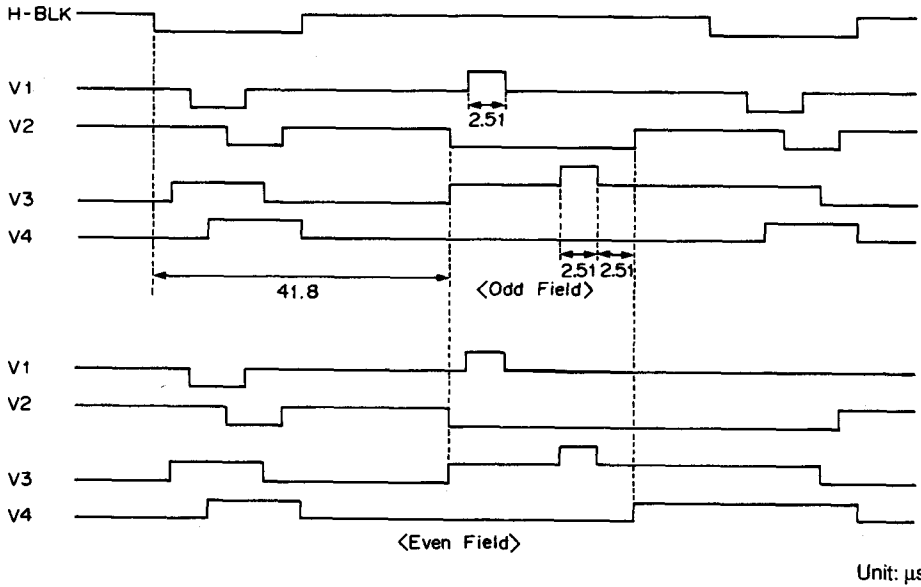 H-BLK
V1
2.51
V2
V3
V4
2.51 2.51
41.8
<Odd Field>
V1
V2
V3
V4
<Even Field>
Unit: μs